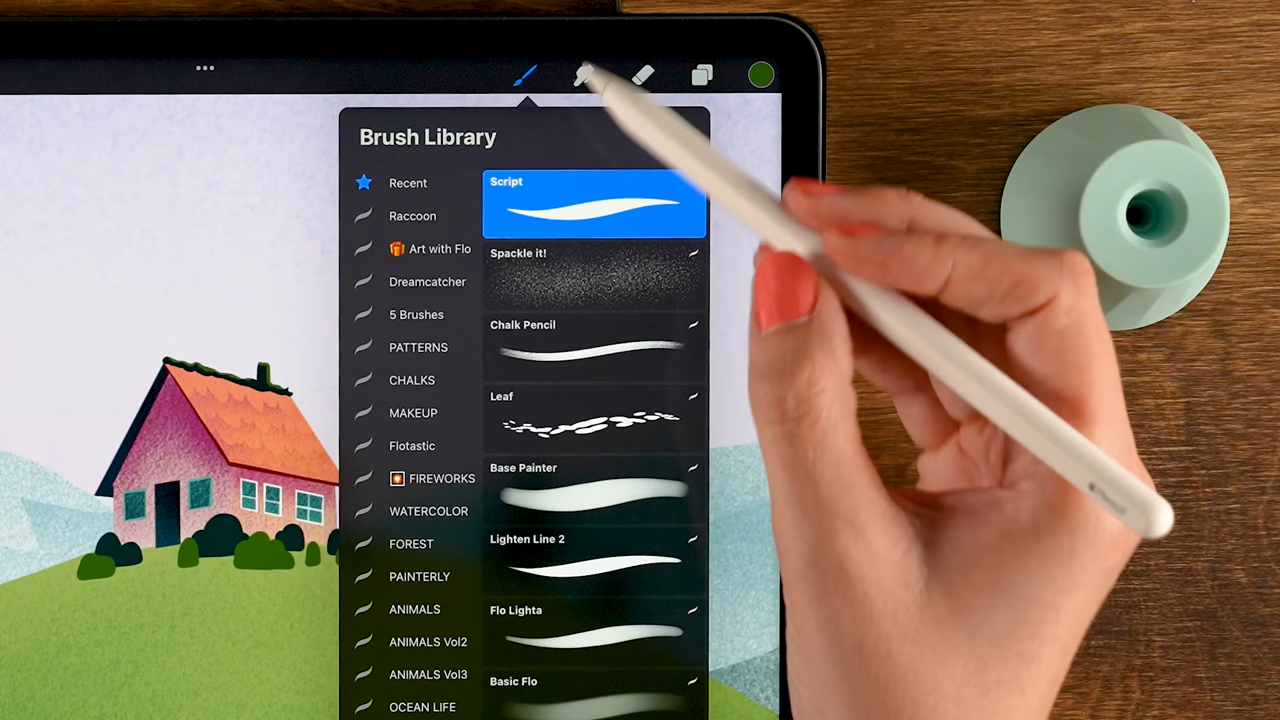 Brush Library
Recent
Raccoon
🎁 Art with Flo
Dreamcatcher
5 Brushes
PATTERNS
CHALKS
MAKEUP
Flotastic
🎇 FIREWORKS
WATERCOLOR
FOREST
PAINTERLY
ANIMALS
ANIMALS Vol2
ANIMALS Vol3
OCEAN LIFE
Script
Spackle it!
Chalk Pencil
Leaf
Base Painter
Lighten Line 2
Flo Lighta
Basic Flo